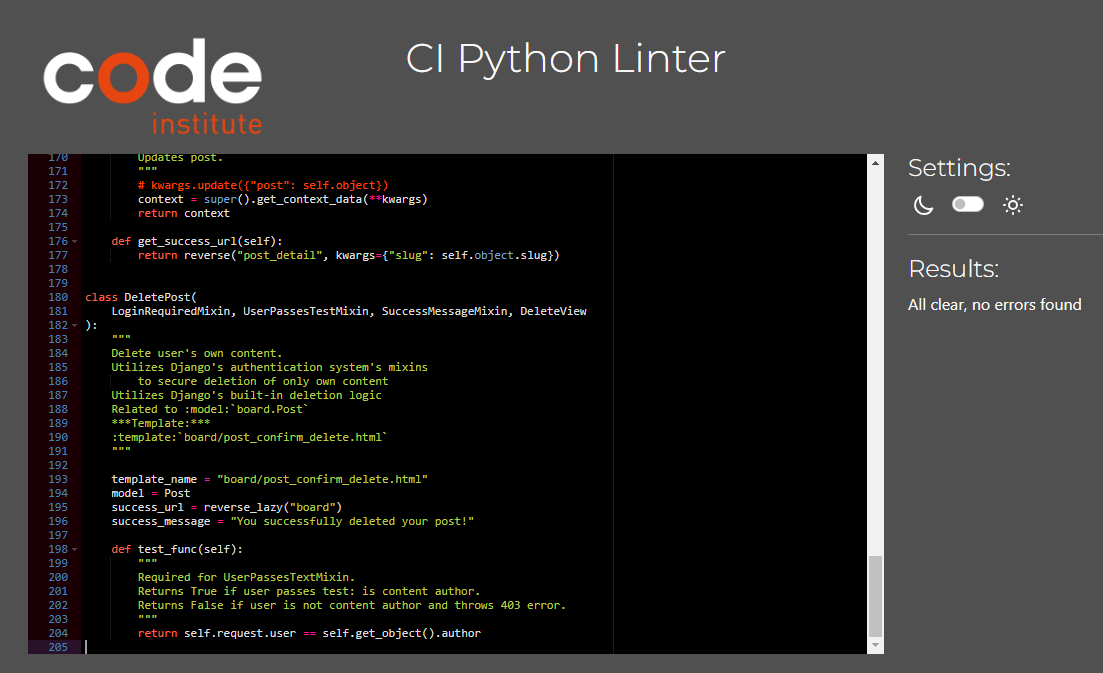 code
institute
CI Python Linter
170 Updates post.
171 """
172 # kwargs.update({"post": self.object})
173 context = super().get_context_data(**kwargs)
174 return context
175
176 def get_success_url(self):
177 return reverse("post_detail", kwargs={"slug": self.object.slug})
178
179
180 class DeletePost(
181 LoginRequiredMixin, UserPassesTestMixin, SuccessMessageMixin, DeleteView
182 ):
183 """
184 Delete user's own content.
185 Utilizes Django's authentication system's mixins
186 to secure deletion of only own content
187 Utilizes Django's built-in deletion logic
188 Related to :model:`board.Post`
189 ***Template:***
190 :template:`board/post_confirm_delete.html`
191 """
192
193 template_name = "board/post_confirm_delete.html"
194 model = Post
195 success_url = reverse_lazy("board")
196 success_message = "You successfully deleted your post!"
197
198 def test_func(self):
199 """
200 Required for UserPassesTextMixin.
201 Returns True if user passes test: is content author.
202 Returns False if user is not content author and throws 403 error.
203 """
204 return self.request.user == self.get_object().author
205
Settings:
Results:
All clear, no errors found